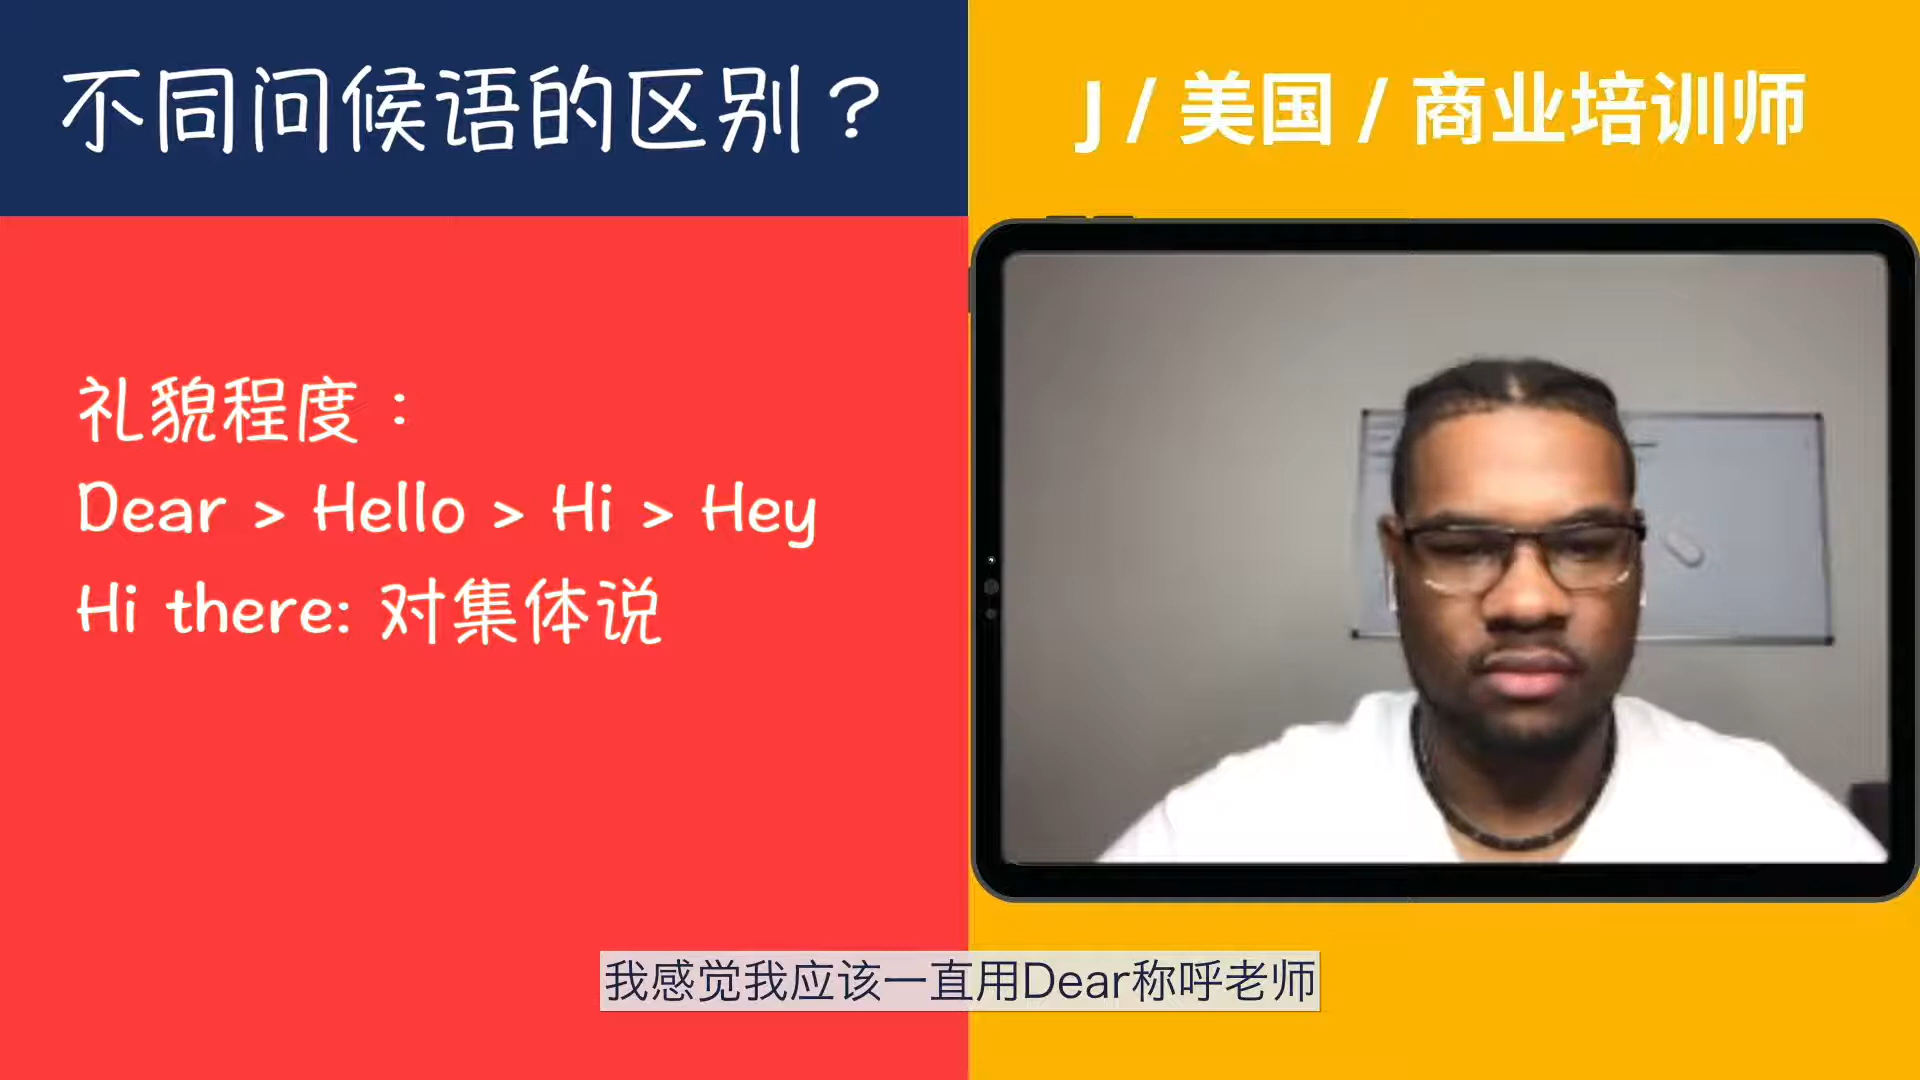 不同问候语的区别？
J / 美国 / 商业培训师
礼貌程度：
Dear > Hello > Hi > Hey
Hi there: 对集体说
我感觉我应该一直用Dear称呼老师